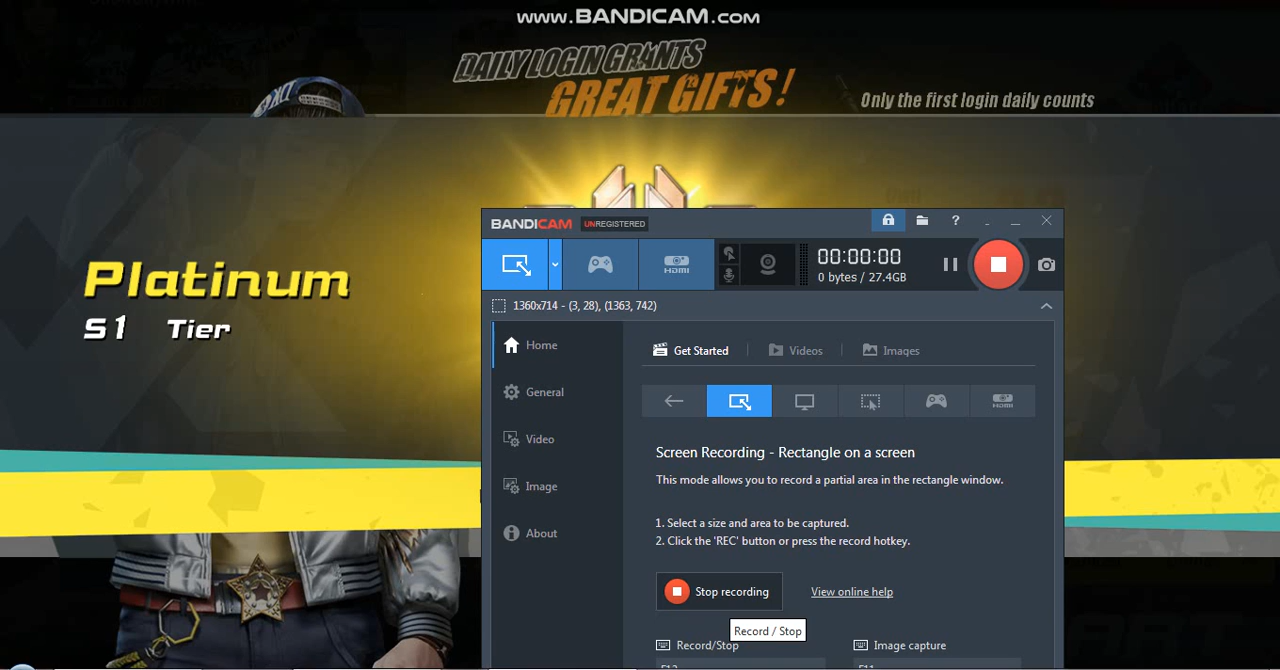 www.BANDICAM.com
DAILY LOGIN GRANTS
GREAT GIFTS!
Only the first login daily counts
Platinum
S1 Tier
BANDICAM UNREGISTERED
HDMI
00:00:00
0 bytes / 27.4GB
1360x714 - (3, 28), (1363, 742)
Home
General
Video
Image
About
Get Started
Videos
Images
HDMI
Screen Recording - Rectangle on a screen
This mode allows you to record a partial area in the rectangle window.
1. Select a size and area to be captured.
2. Click the 'REC' button or press the record hotkey.
Stop recording
View online help
Record / Stop
Record/Stop
Image capture
F12
F11